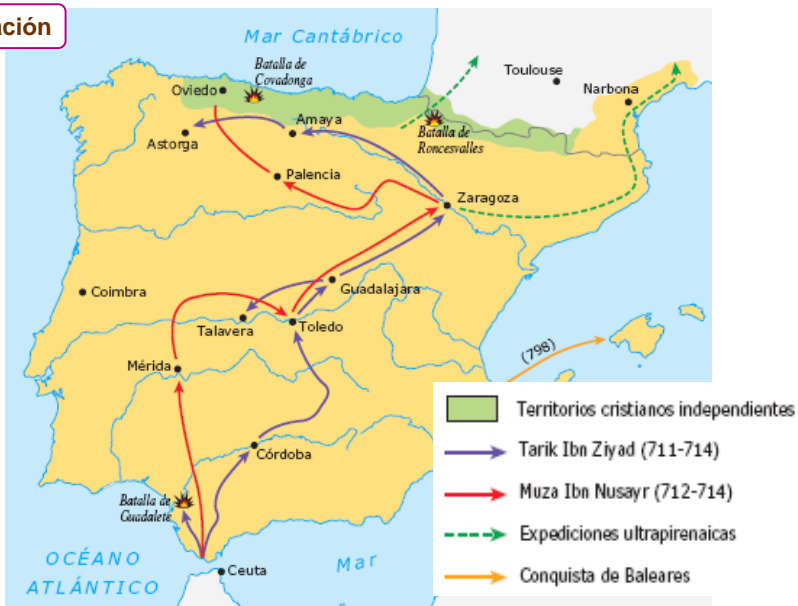 ación
Mar Cantábrico
Batalla de
Covadonga
Oviedo
Toulouse
Narbona
Amaya
Astorga
Batalla de
Roncesvalles
Palencia
Zaragoza
Coimbra
Guadalajara
Talavera
Toledo
(798)
Mérida
Córdoba
Batalla de
Guadalete
OCÉANO
ATLÁNTICO
Ceuta
Mar
Territorios cristianos independientes
Tarik Ibn Ziyad (711-714)
Muza Ibn Nusayr (712-714)
Expediciones ultrapirenaicas
Conquista de Baleares